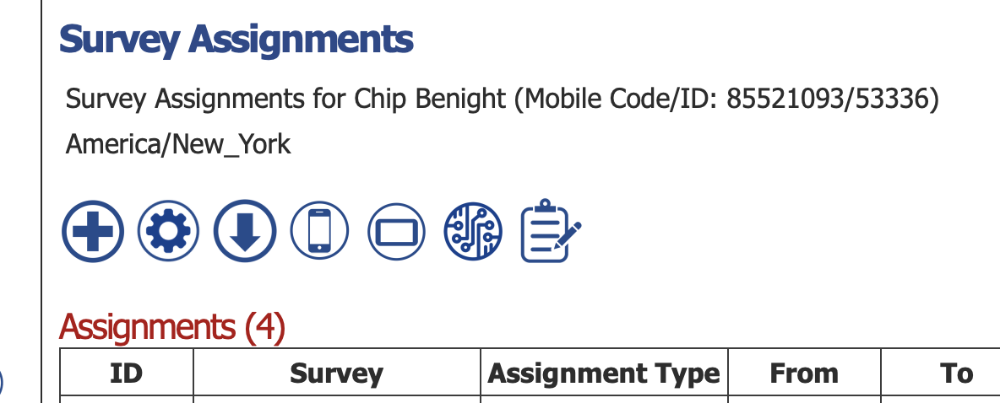 Survey Assignments
Survey Assignments for Chip Benight (Mobile Code/ID: 85521093/53336)
America/New_York
Assignments (4)
ID Survey Assignment Type From To